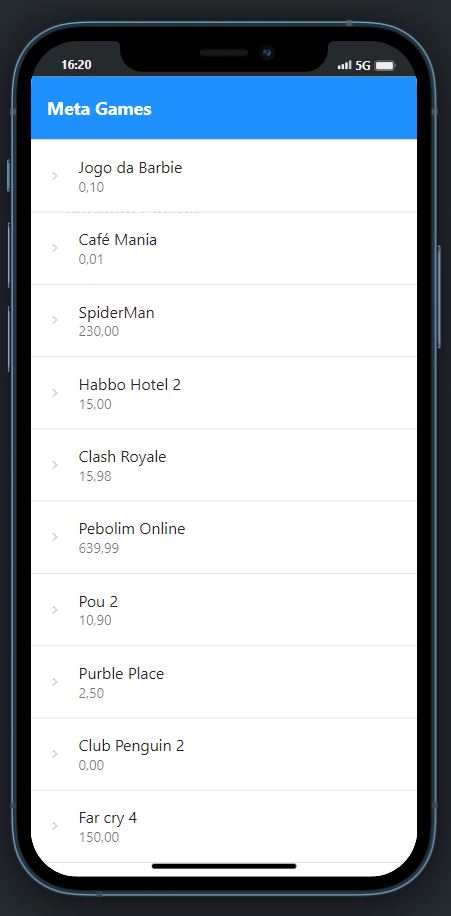 16:20
5G
Meta Games
Jogo da Barbie
0,10
Café Mania
0,01
SpiderMan
230,00
Habbo Hotel 2
15,00
Clash Royale
15,98
Pebolim Online
639,99
Pou 2
10,90
Purble Place
2,50
Club Penguin 2
0,00
Far cry 4
150,00